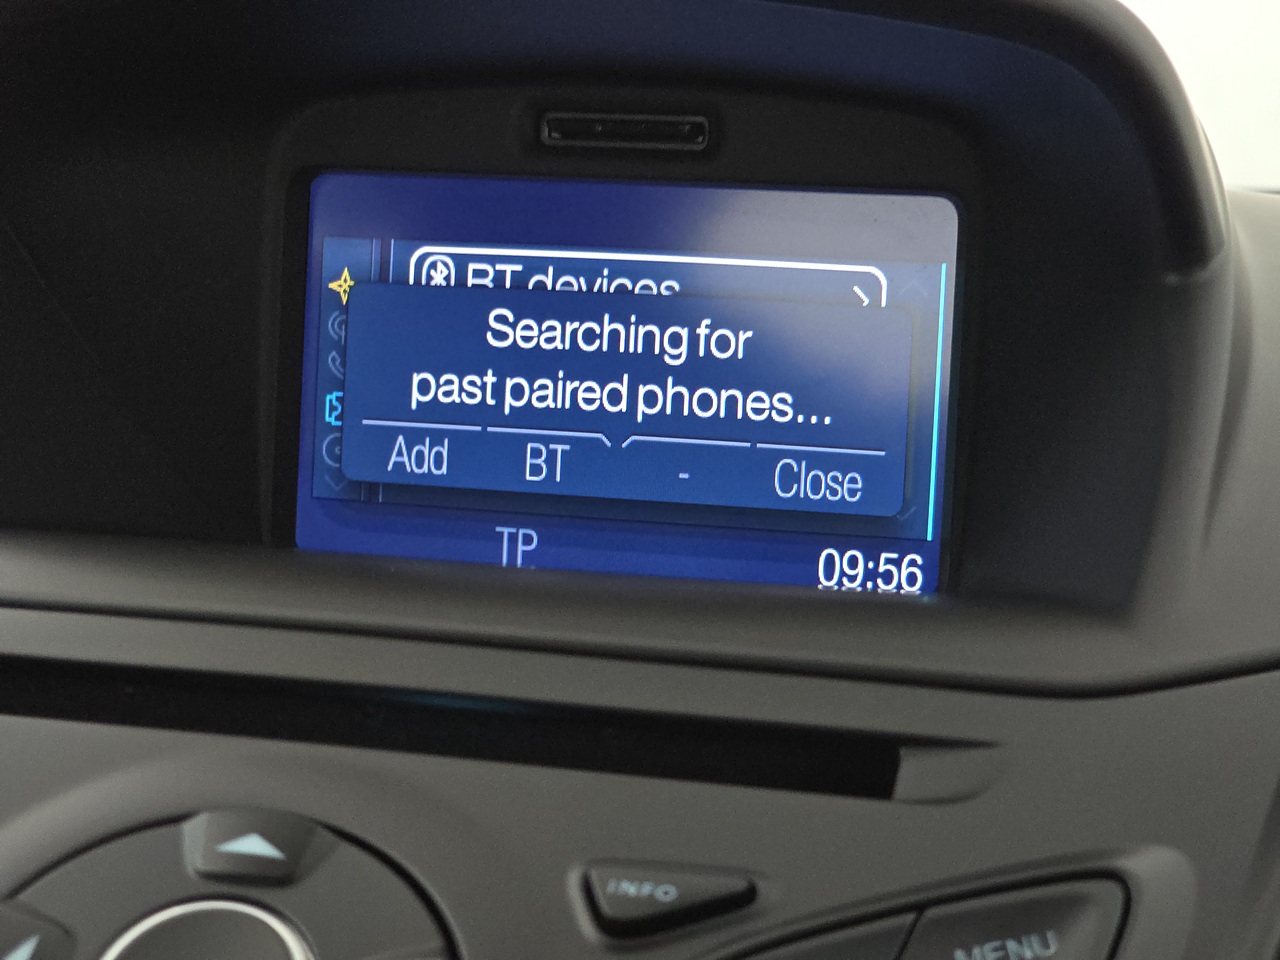 BT devices
Searching for
past paired phones...
Add BT - Close
TP 09:56
INFO
MENU